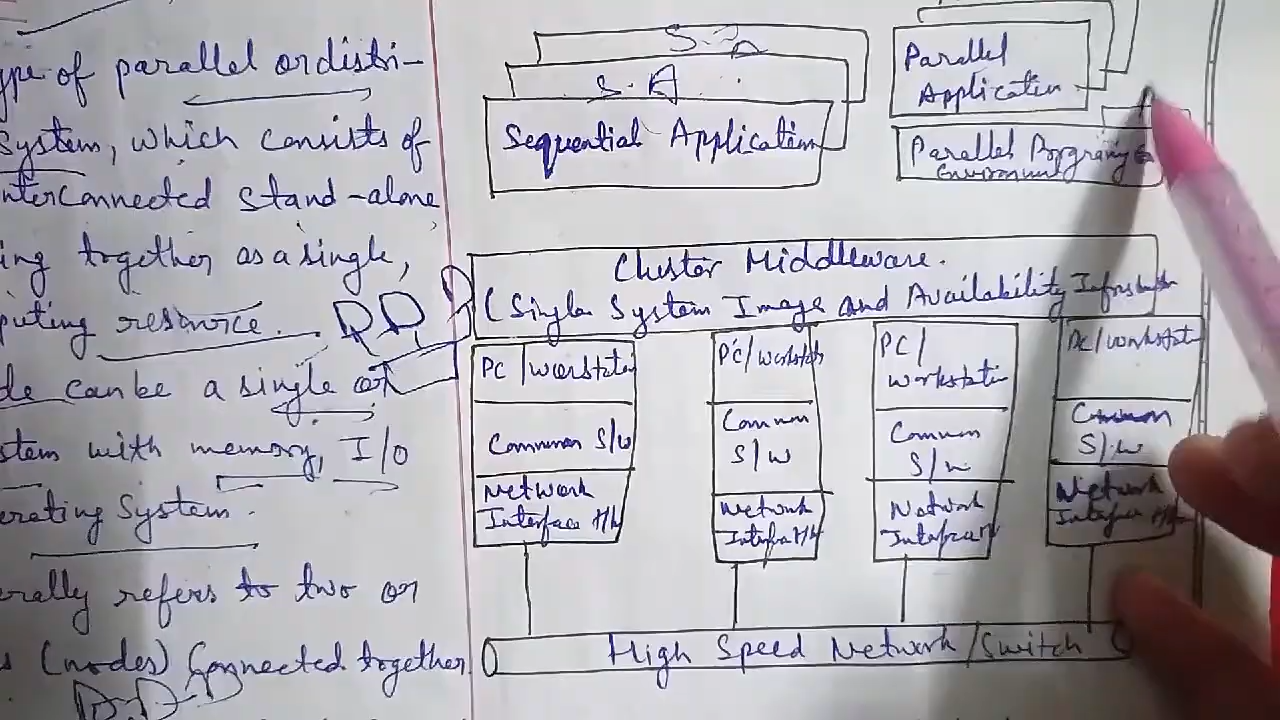 ype of parallel or distri-
System, which consists of
nterconnected stand-alone
ing together as a single,
puting resource.
de can be a single or
stem with memory, I/O
erating System.
erally refers to two or
s (nodes) Connected together
S.A
S.A
Sequential Application
Parallel
Application
Parallel
Environment
Cluster Middleware.
(Single System Image and Availability Infrastructure
PC/workstation
Common S/W
Network
Interface H/W
PC/workstation
Common
S/W
Network
Interface H/W
PC/
workstation
Common
S/W
Network
Interface
PC/workstation
Common
S/W
Network
Interface H/W
High Speed Network/Switch